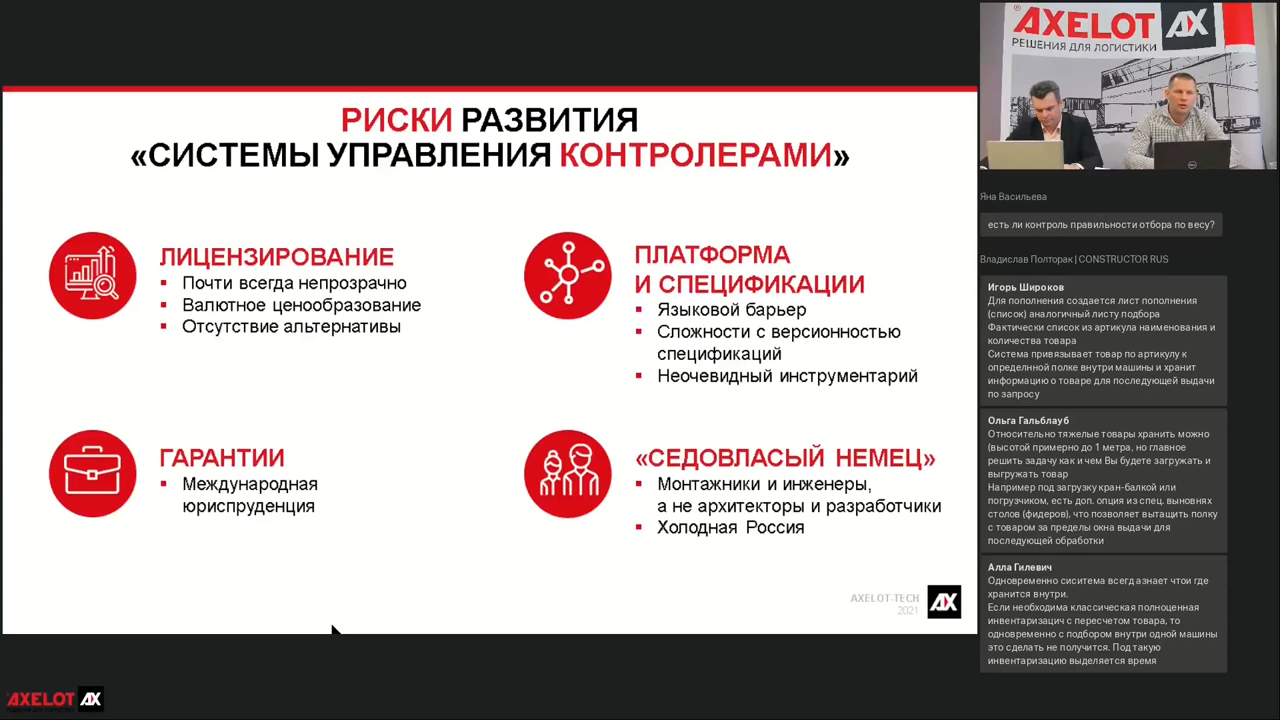 РИСКИ РАЗВИТИЯ
«СИСТЕМЫ УПРАВЛЕНИЯ КОНТРОЛЕРАМИ»
ЛИЦЕНЗИРОВАНИЕ
Почти всегда непрозрачно
Валютное ценообразование
Отсутствие альтернативы
ПЛАТФОРМА
И СПЕЦИФИКАЦИИ
Языковой барьер
Сложности с версионностью
спецификаций
Неочевидный инструментарий
ГАРАНТИИ
Международная
юриспруденция
«СЕДОВЛАСЫЙ НЕМЕЦ»
Монтажники и инженеры,
а не архитекторы и разработчики
Холодная Россия
AXELOT-TECH
2021
AX
AXELOT AX
AXELOT AX
РЕШЕНИЯ ДЛЯ ЛОГИСТИКИ
DELL
Яна Васильева
есть ли контроль правильности отбора по весу?
Владислав Полторак | CONSTRUCTOR RUS
Игорь Широков
Для пополнения создается лист пополнения
(список) аналогичный листу подбора
Фактически список из артикула наименования и
количества товара
Система привязывает товар по артикулу к
определнной полке внутри машины и хранит
информацию о товаре для последующей выдачи
по запросу
Ольга Гальблауб
Относительно тяжелые товары хранить можно
(высотой примерно до 1 метра, но главное
решить задачу как и чем Вы будете загружать и
выгружать товар
Например под загрузку кран-балкой или
погрузчиком, есть доп. опция из спец. выновнях
столов (фидеров), что позволяет вытащить полку
с товаром за пределы окна выдачи для
последующей обработки
Алла Гилевич
Одновременно сиситема всегд азнает чтои где
хранится внутри.
Если необходима классическая полноценная
инвентаризацич с пересчетом товара, то
одновременно с подбором внутри одной машины
это сделать не получится. Под такую
инвентаризацию выделяется время